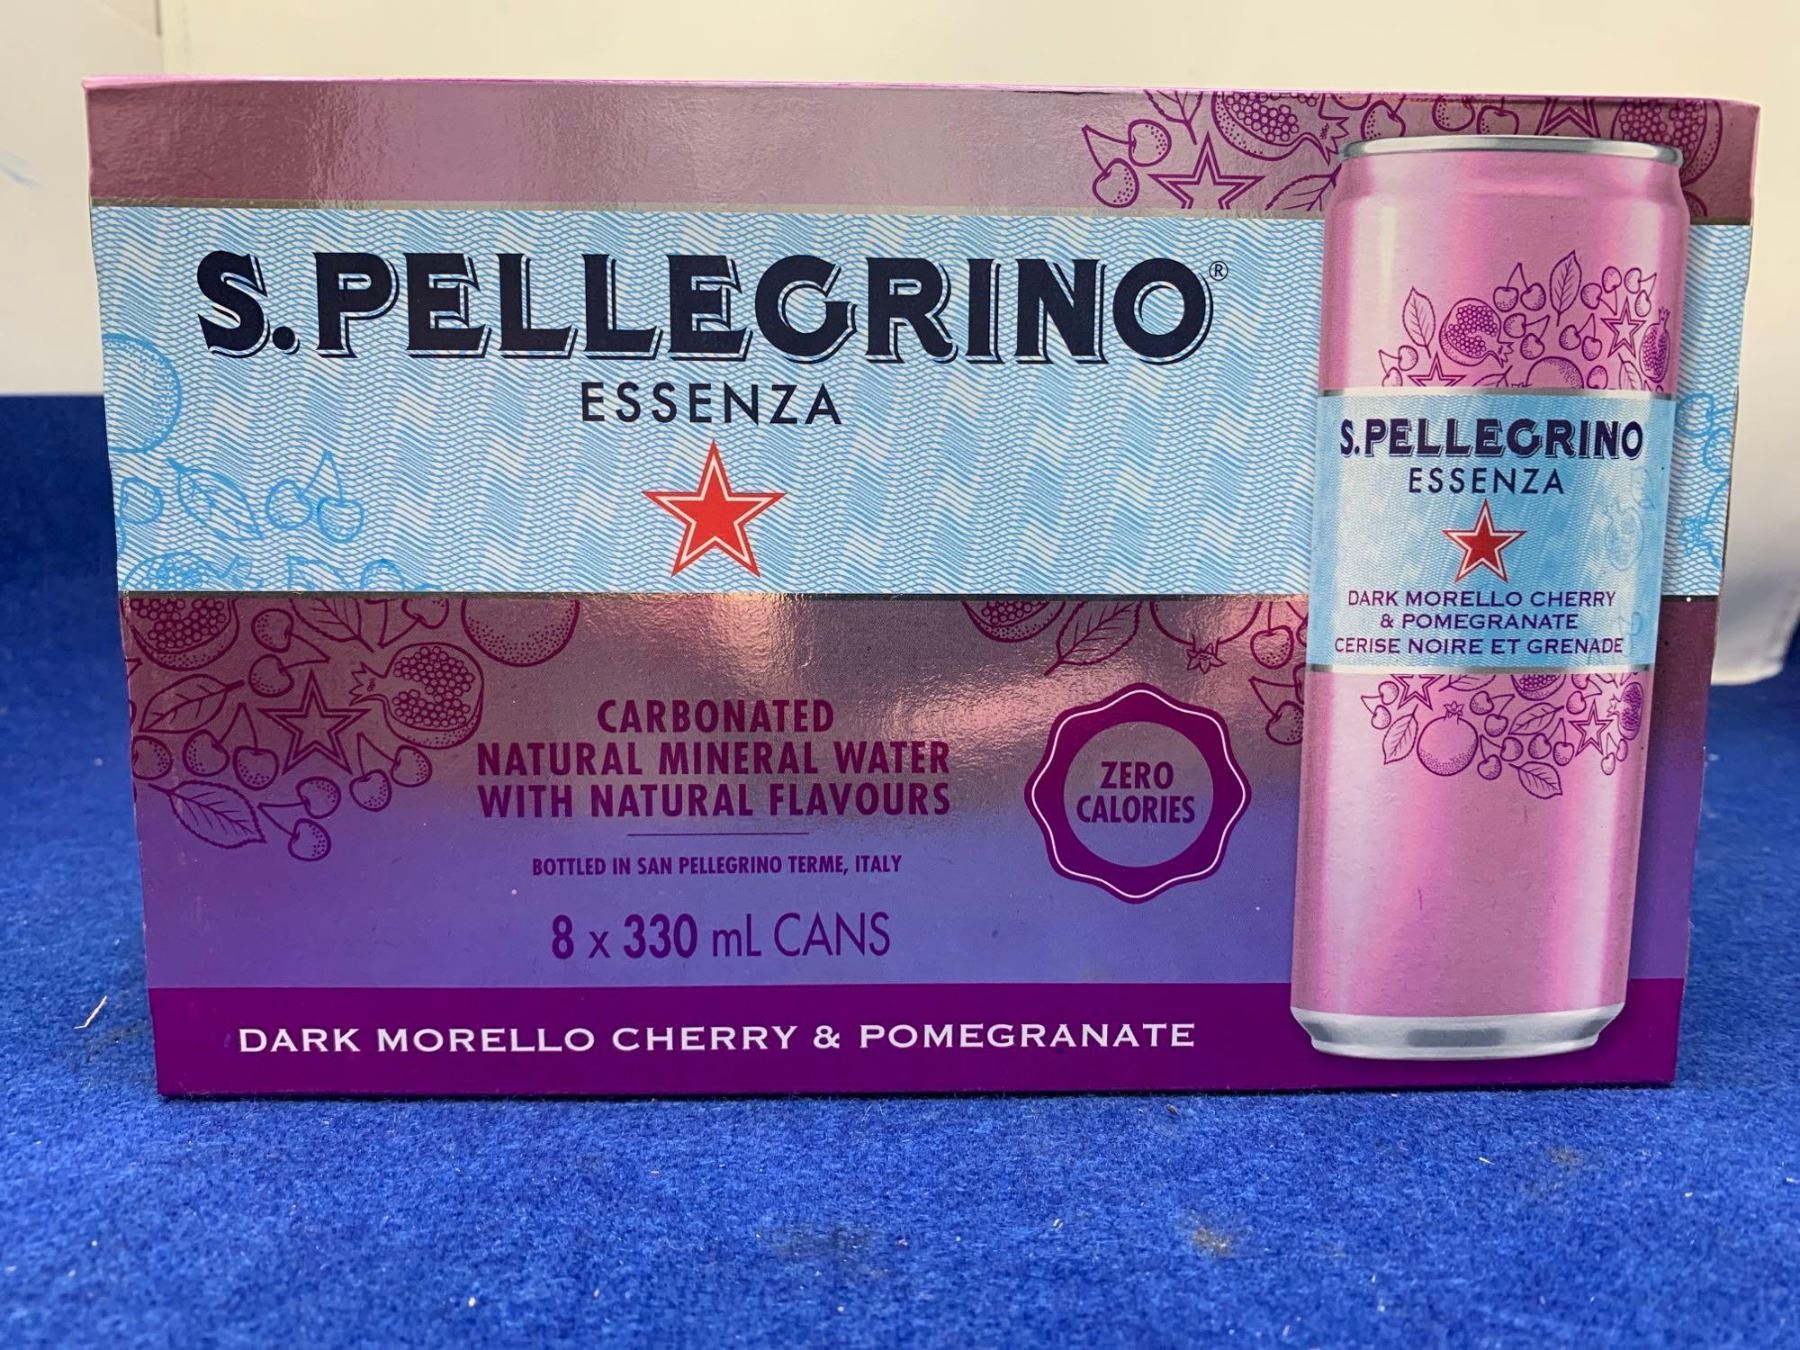 S.PELLEGRINO®
ESSENZA
CARBONATED
NATURAL MINERAL WATER
WITH NATURAL FLAVOURS
BOTTLED IN SAN PELLEGRINO TERME, ITALY
8 x 330 mL CANS
ZERO
CALORIES
DARK MORELLO CHERRY & POMEGRANATE
S.PELLEGRINO
ESSENZA
DARK MORELLO CHERRY
& POMEGRANATE
CERISE NOIRE ET GRENADE